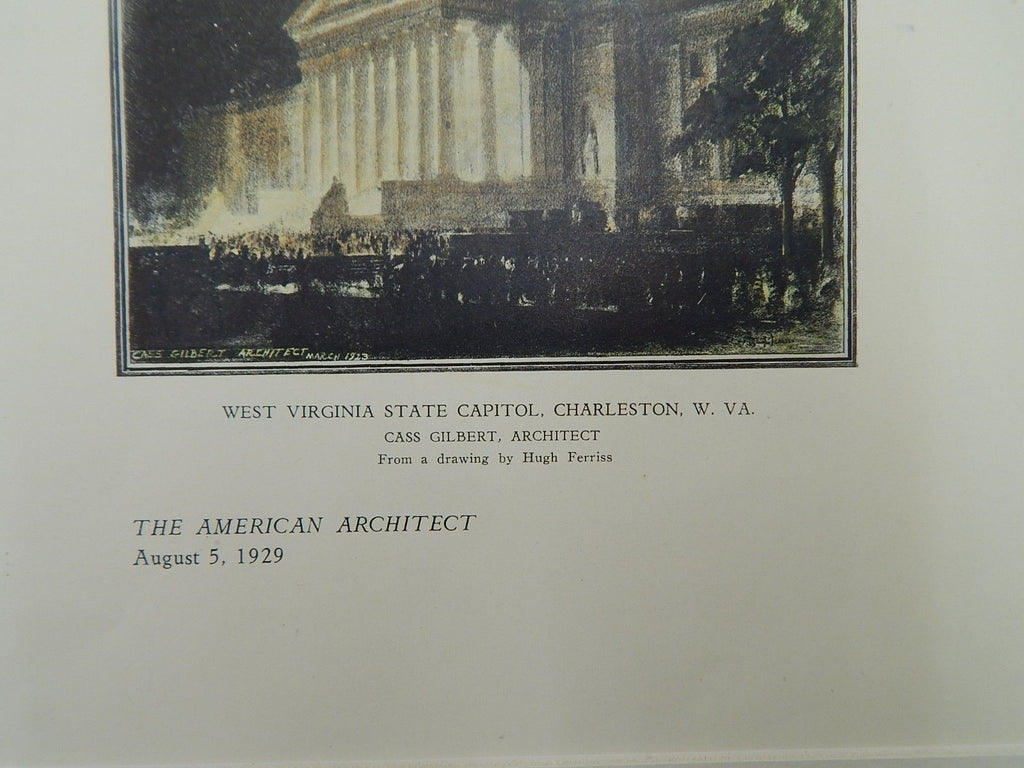 CASS GILBERT ARCHITECT MARCH 1923
WEST VIRGINIA STATE CAPITOL, CHARLESTON, W. VA.
CASS GILBERT, ARCHITECT
From a drawing by Hugh Ferriss
THE AMERICAN ARCHITECT
August 5, 1929